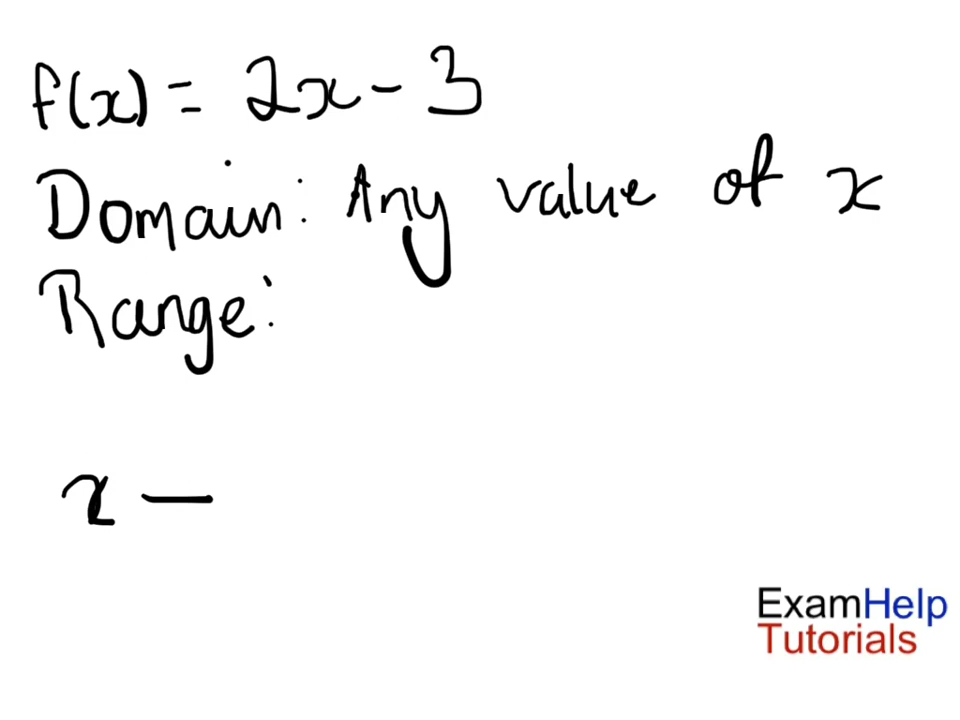 f(x) = 2x - 3
Domain: Any value of x
Range:
x —
ExamHelp
Tutorials